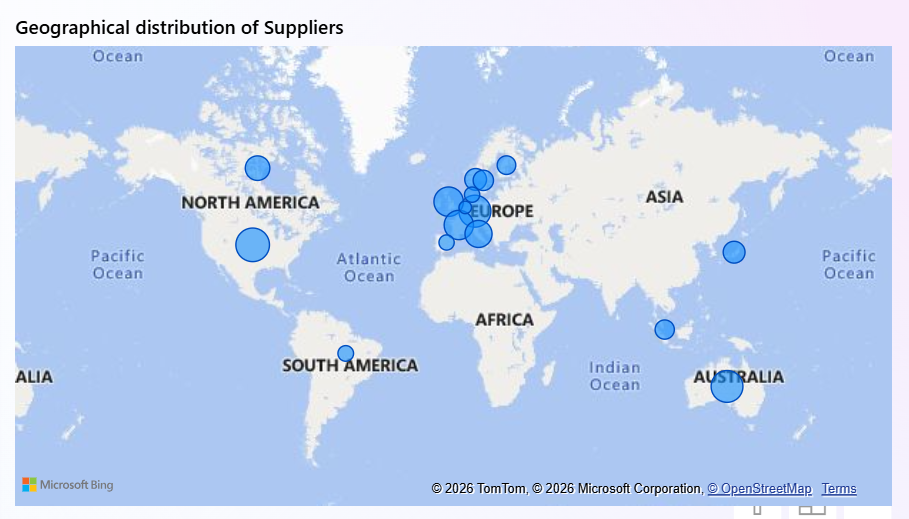 Geographical distribution of Suppliers
Ocean
Ocean
NORTH AMERICA
EUROPE
ASIA
Pacific
Ocean
Atlantic
Ocean
Pacific
Ocean
AFRICA
SOUTH AMERICA
Indian
Ocean
ALIA
AUSTRALIA
Microsoft Bing
© 2026 TomTom, © 2026 Microsoft Corporation, © OpenStreetMap Terms